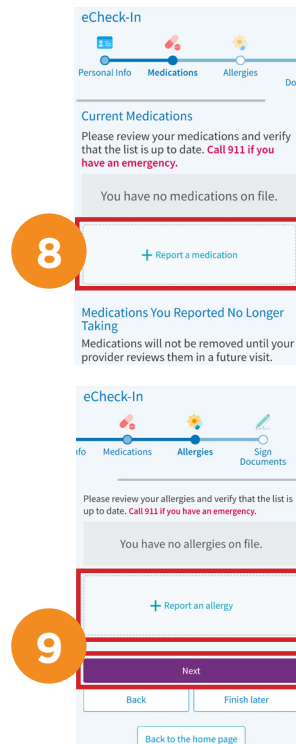 eCheck-In
Personal Info Medications Allergies
Do
Current Medications
Please review your medications and verify
that the list is up to date. Call 911 if you
have an emergency.
You have no medications on file.
8
+ Report a medication
Medications You Reported No Longer
Taking
Medications will not be removed until your
provider reviews them in a future visit.
eCheck-In
nfo Medications Allergies Sign
Documents
Please review your allergies and verify that the list is
up to date. Call 911 if you have an emergency.
You have no allergies on file.
+ Report an allergy
9
Next
Back Finish later
Back to the home page